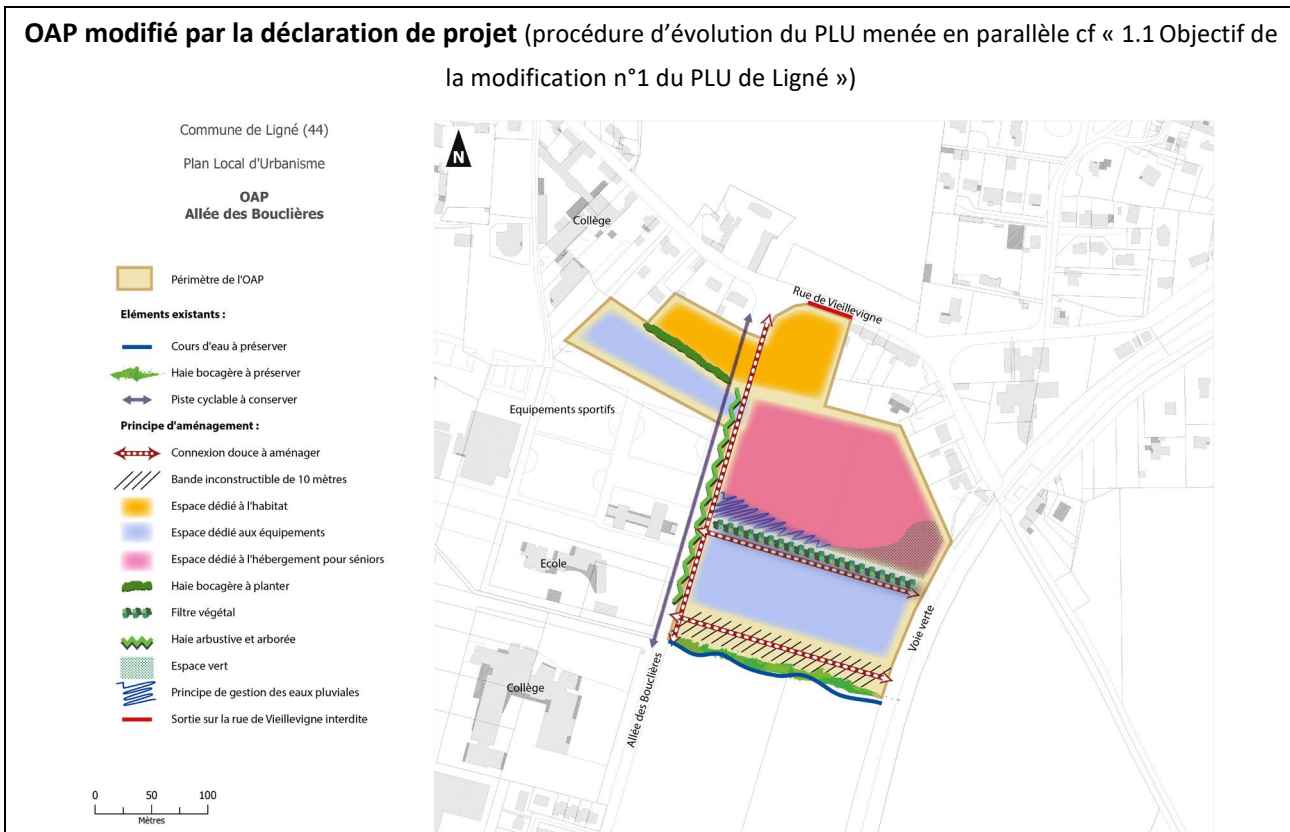 OAP modifié par la déclaration de projet (procédure d’évolution du PLU menée en parallèle cf « 1.1 Objectif de
la modification n°1 du PLU de Ligné »)
Commune de Ligné (44)
Plan Local d'Urbanisme
OAP
Allée des Bouclières
Périmètre de l'OAP
Eléments existants :
Cours d'eau à préserver
Haie bocagère à préserver
Piste cyclable à conserver
Principe d'aménagement :
Connexion douce à aménager
Bande inconstructible de 10 mètres
Espace dédié à l'habitat
Espace dédié aux équipements
Espace dédié à l'hébergement pour séniors
Haie bocagère à planter
Filtre végétal
Haie arbustive et arborée
Espace vert
Principe de gestion des eaux pluviales
Sortie sur la rue de Vieillevigne interdite
0 50 100
Mètres
N
Collège
Rue de Vieillevigne
Equipements sportifs
Ecole
Collège
Allée des Bouclières
Voie verte